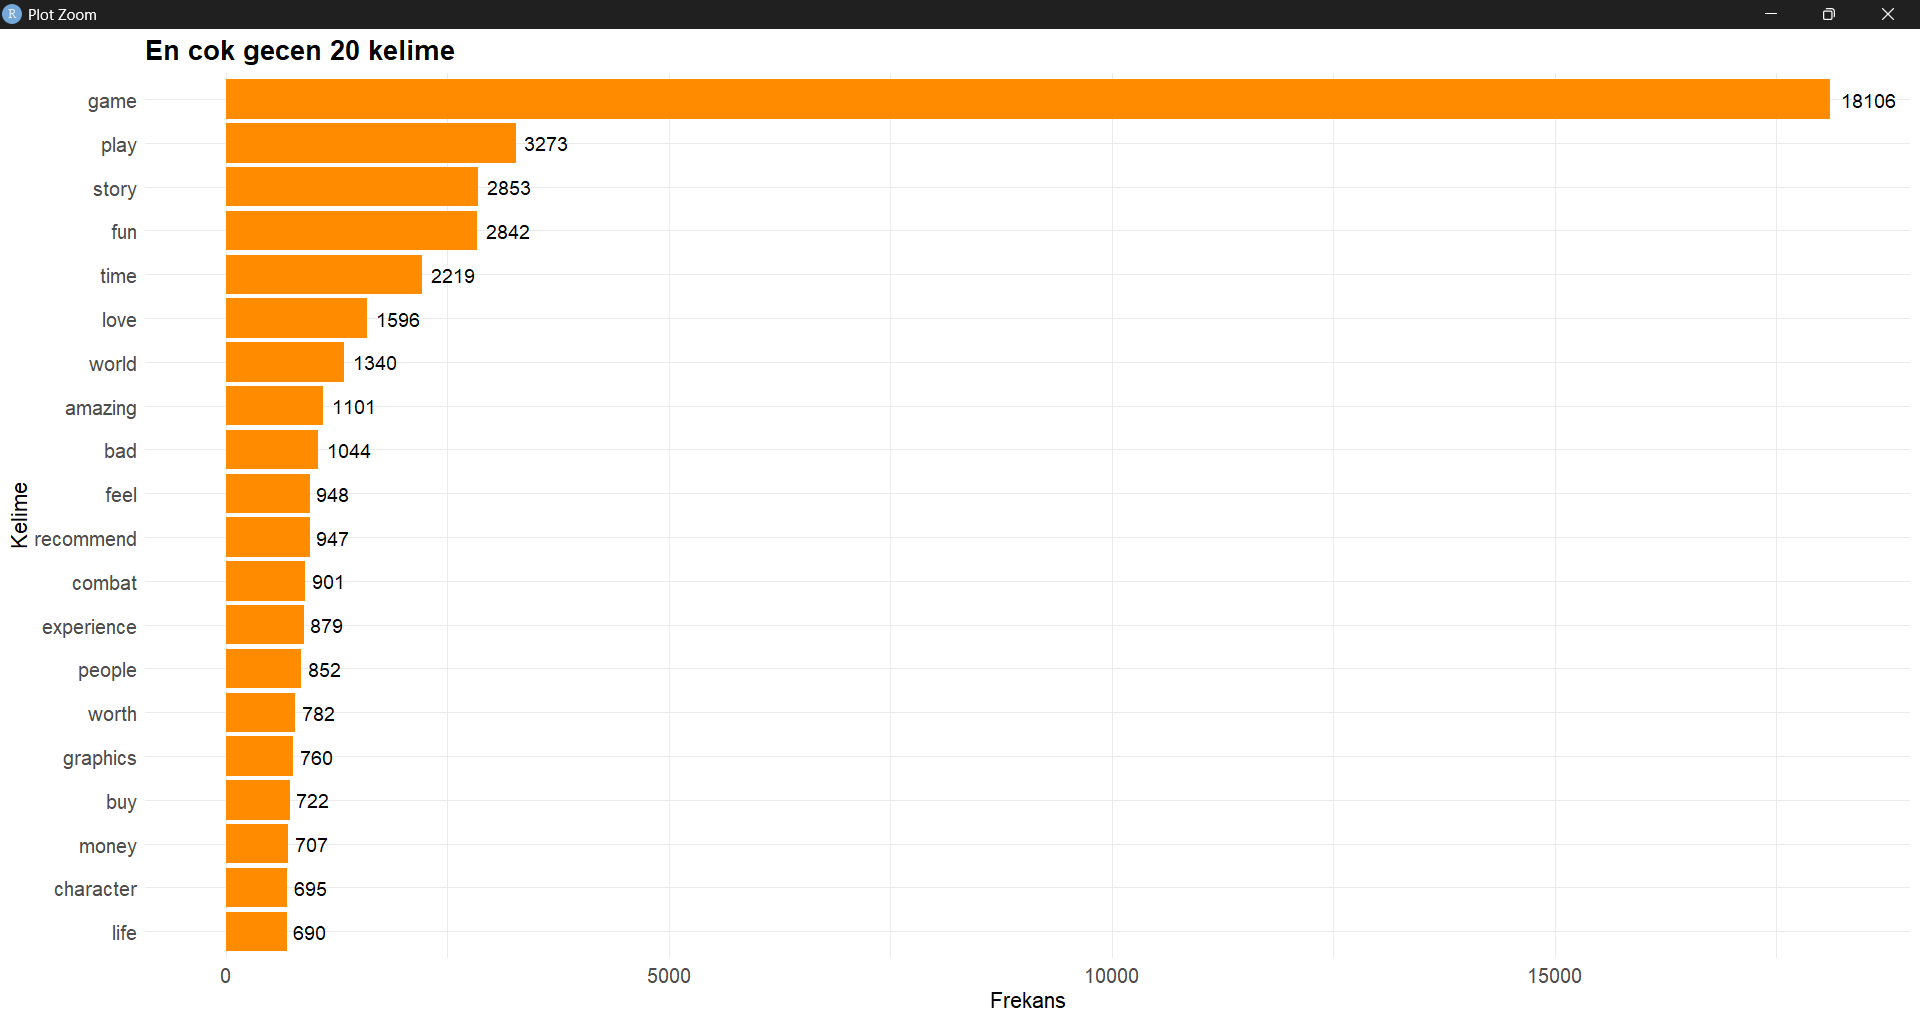 R Plot Zoom
En cok gecen 20 kelime
game 18106
play 3273
story 2853
fun 2842
time 2219
love 1596
world 1340
amazing 1101
bad 1044
feel 948
recommend 947
combat 901
experience 879
people 852
worth 782
graphics 760
buy 722
money 707
character 695
life 690
Kelime
0 5000 10000 15000
Frekans